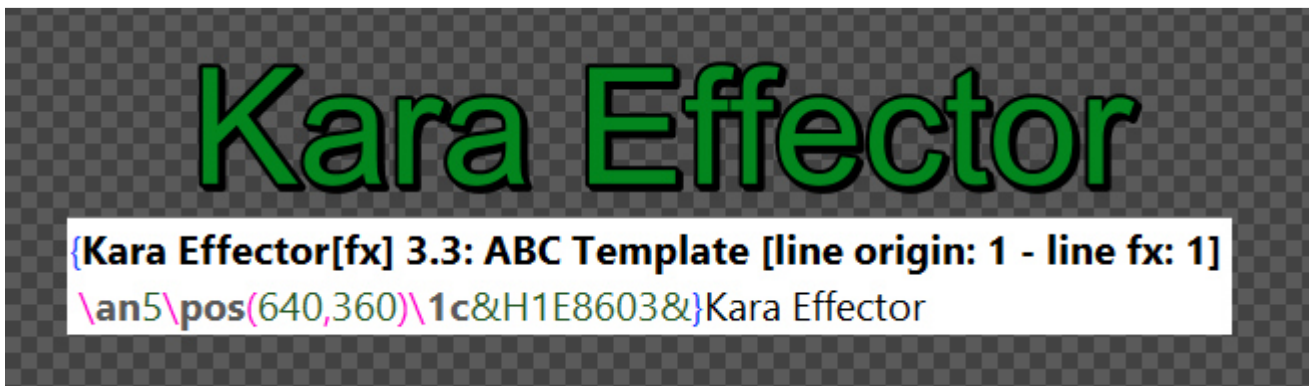 Kara Effector
{Kara Effector[fx] 3.3: ABC Template [line origin: 1 - line fx: 1]
\an5\pos(640,360)\1c&H1E8603&}Kara Effector